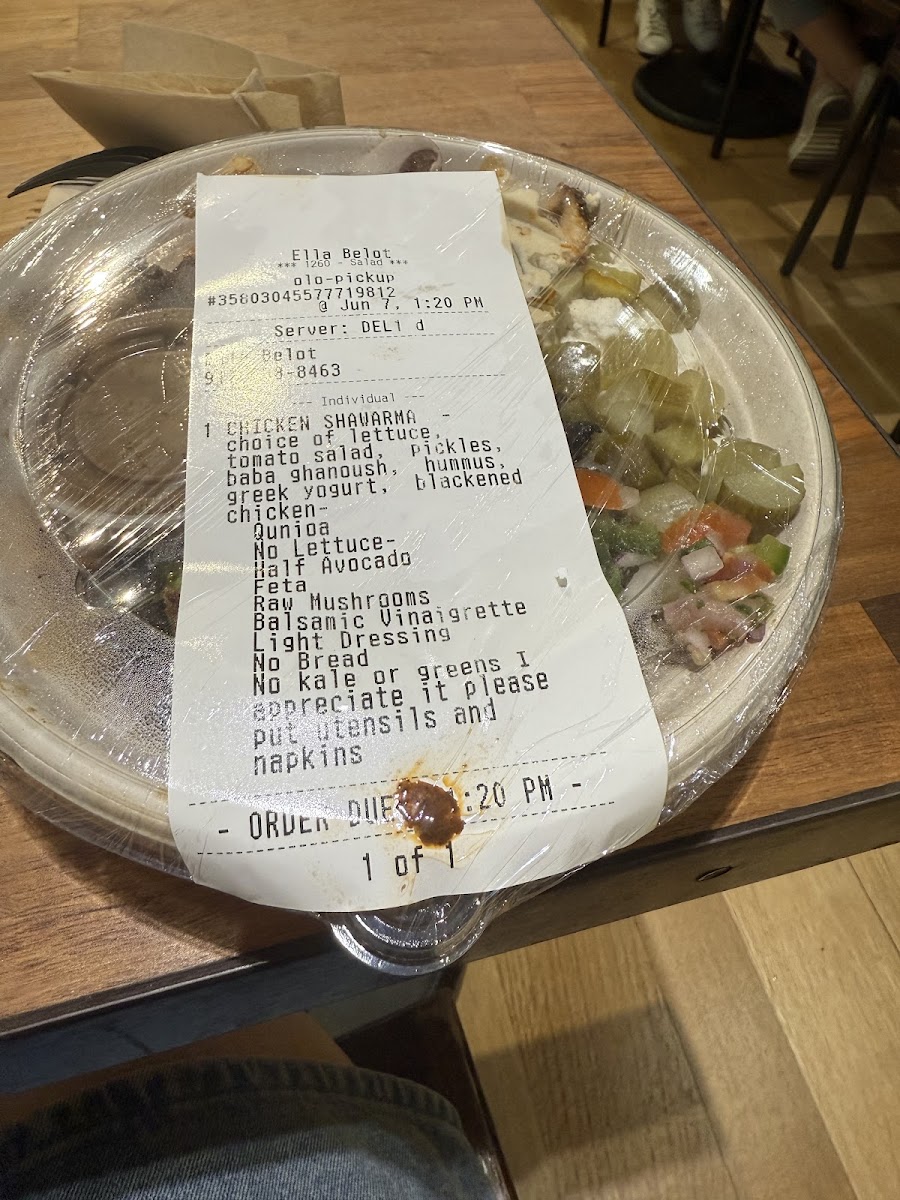 Ella Belot
*** 1260 - Salad ***
olo-pickup
#35803045577719812
@ Jun 7, 1:20 PM
Server: DELI d
Belot
-8463
--- Individual ---
1 CHICKEN SHAWARMA -
choice of lettuce,
tomato salad, pickles,
baba ghanoush, hummus,
greek yogurt, blackened
chicken-
Qunioa
No Lettuce-
Half Avocado
Feta
Raw Mushrooms
Balsamic Vinaigrette
Light Dressing
No Bread
No kale or greens I
appreciate it please
put utensils and
napkins
- ORDER DUE :20 PM -
1 of 1